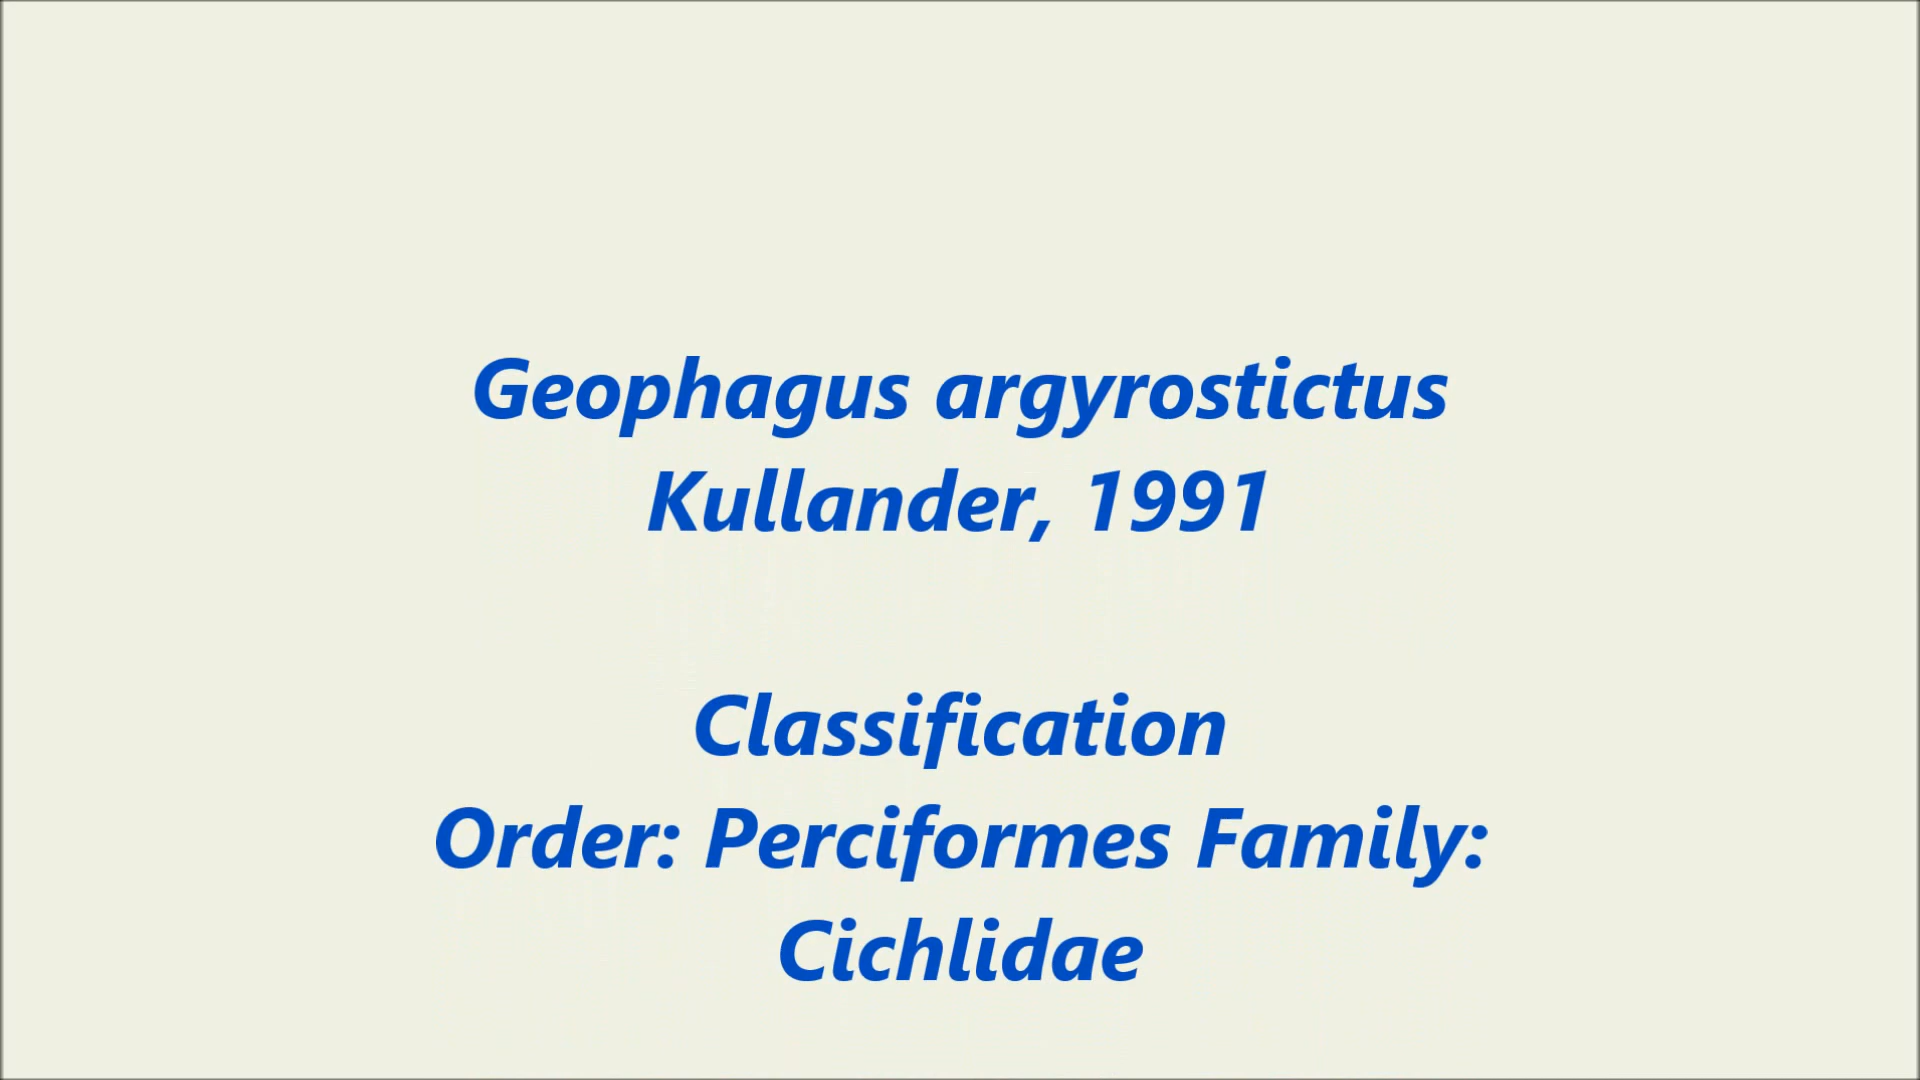 Geophagus argyrostictus
Kullander, 1991
Classification
Order: Perciformes Family:
Cichlidae